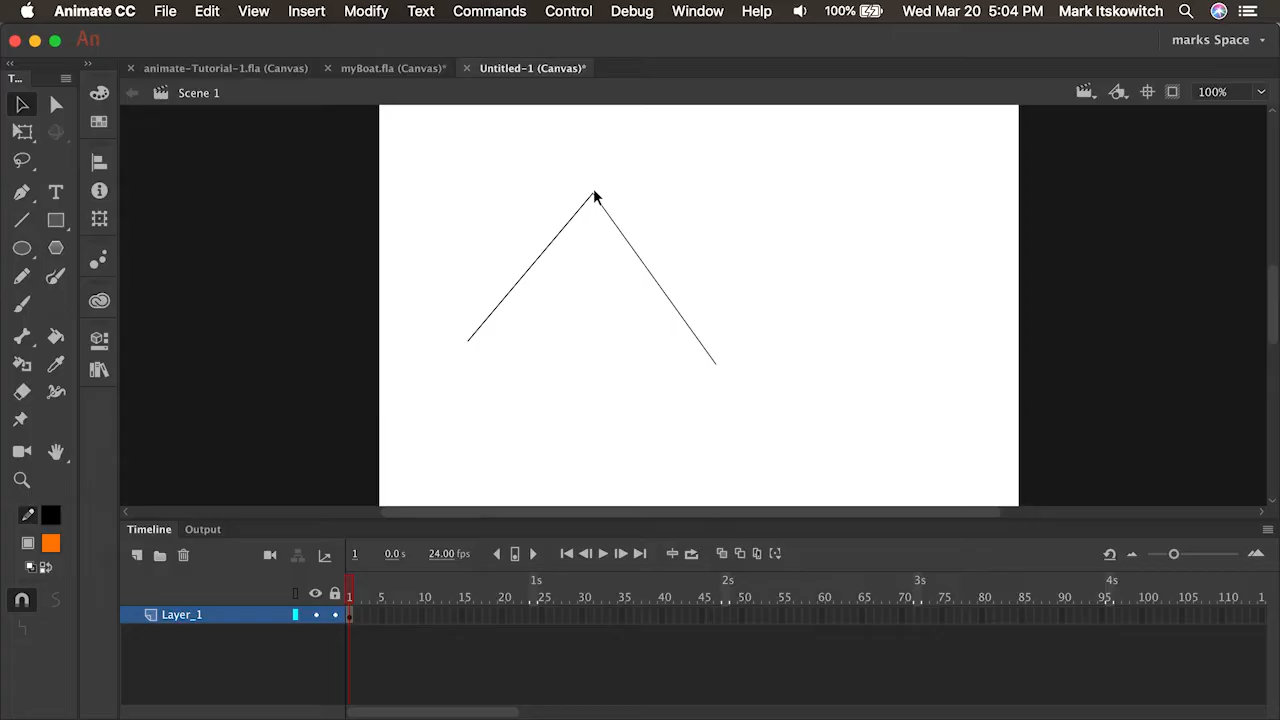 Animate CC File Edit View Insert Modify Text Commands Control Debug Window Help 100% Wed Mar 20 5:04 PM Mark Itskowitch
An marks Space
T... animate-Tutorial-1.fla (Canvas) myBoat.fla (Canvas)* Untitled-1 (Canvas)*
Scene 1 100%
T
Timeline Output
1 0.0 s 24.00 fps
1s 2s 3s 4s
1 5 10 15 20 25 30 35 40 45 50 55 60 65 70 75 80 85 90 95 100 105 110 1
Layer_1